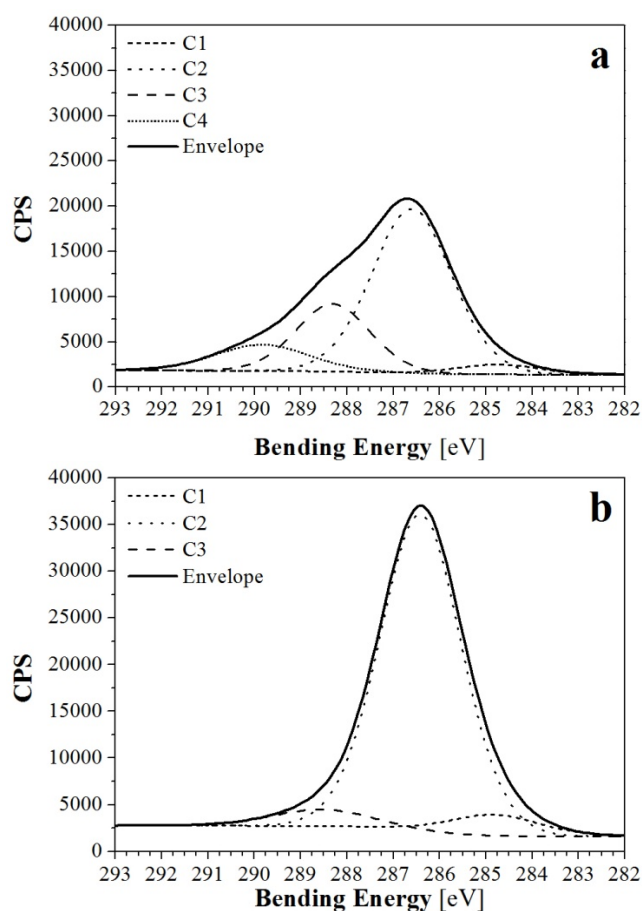 40000
35000
30000
25000
20000
15000
10000
5000
0
CPS
C1
C2
C3
C4
Envelope
a
293 292 291 290 289 288 287 286 285 284 283 282
Bending Energy [eV]
40000
35000
30000
25000
20000
15000
10000
5000
0
CPS
C1
C2
C3
Envelope
b
293 292 291 290 289 288 287 286 285 284 283 282
Bending Energy [eV]